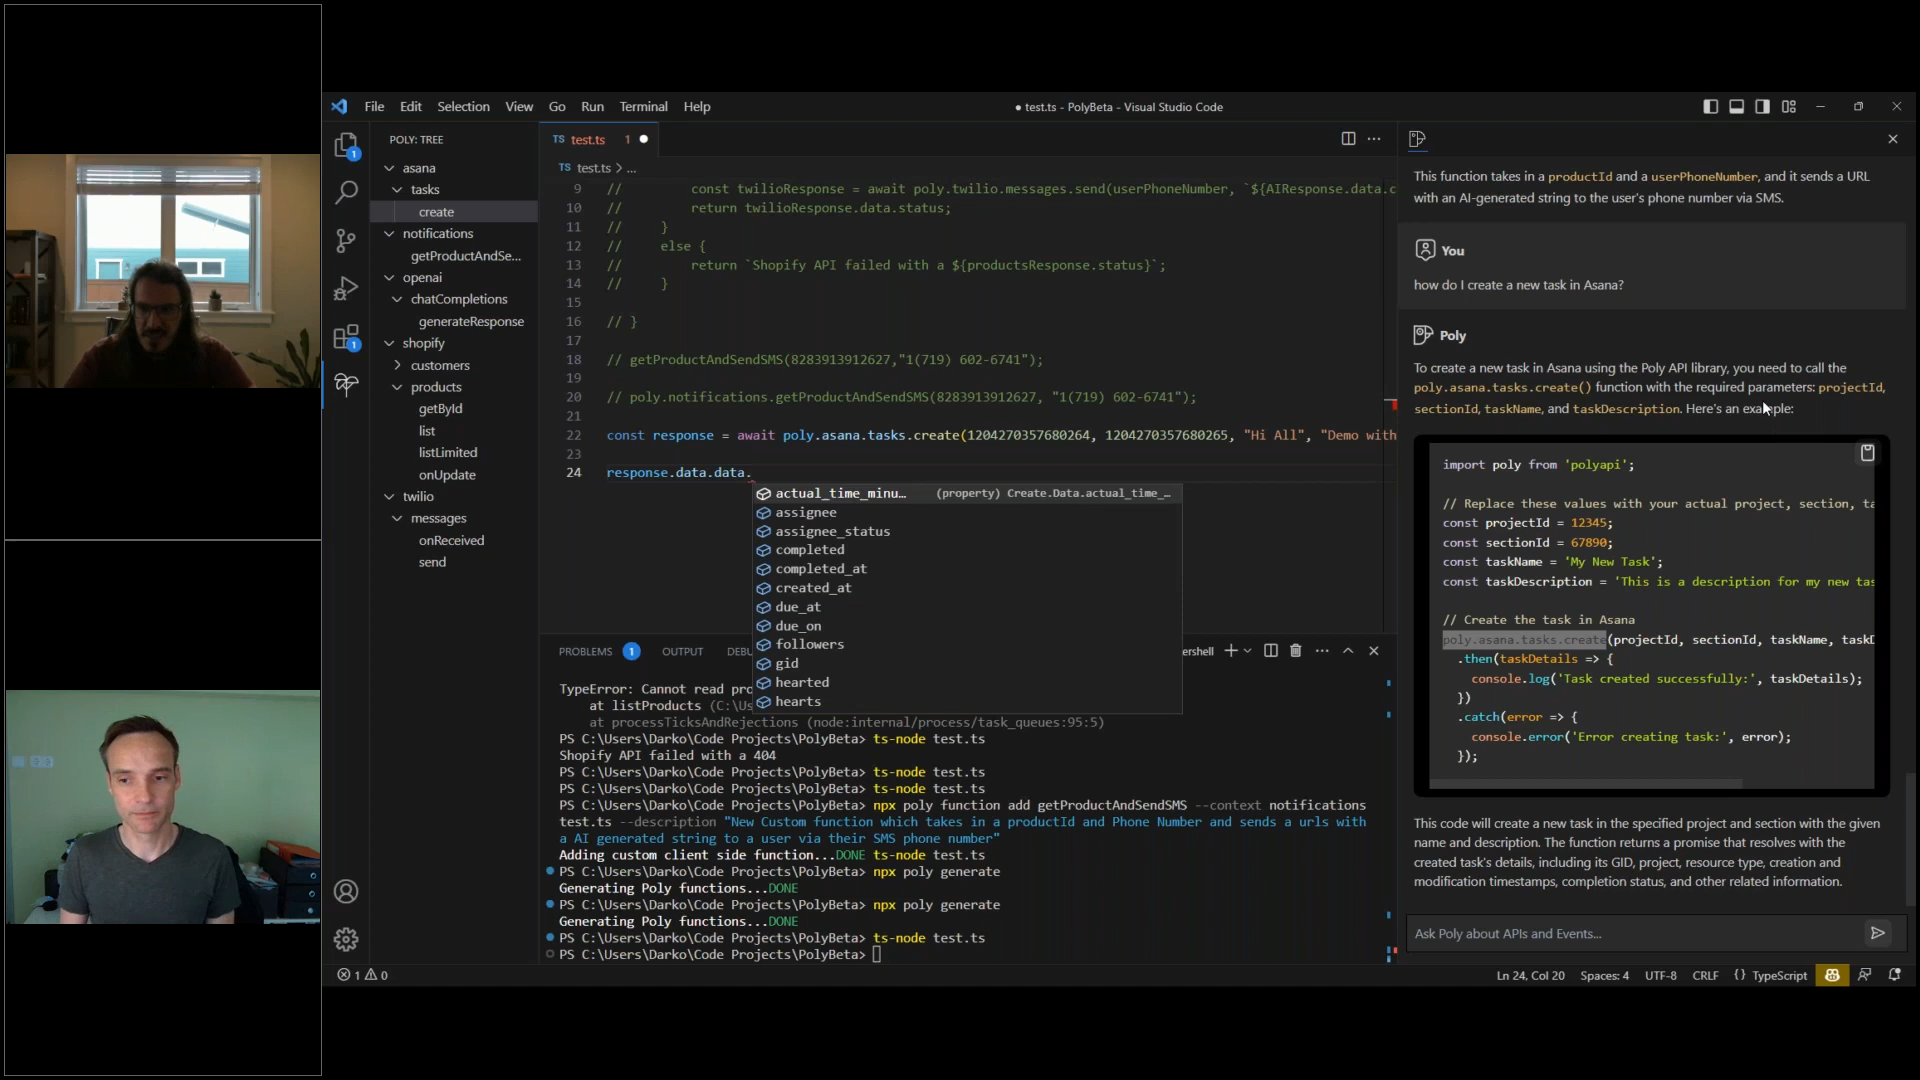 File Edit Selection View Go Run Terminal Help
● test.ts - PolyBeta - Visual Studio Code
POLY: TREE
asana
tasks
create
notifications
getProductAndSe...
openai
chatCompletions
generateResponse
shopify
customers
products
getById
list
listLimited
onUpdate
twilio
messages
onReceived
send
TS test.ts 1
TS test.ts > ...
9 // const twilioResponse = await poly.twilio.messages.send(userPhoneNumber, `${AIResponse.data.c
10 // return twilioResponse.data.status;
11 // }
12 // else {
13 // return `Shopify API failed with a ${productsResponse.status}`;
14 // }
15
16 // }
17
18 // getProductAndSendSMS(8283913912627,"1(719) 602-6741");
19
20 // poly.notifications.getProductAndSendSMS(8283913912627, "1(719) 602-6741");
21
22 const response = await poly.asana.tasks.create(1204270357680264, 1204270357680265, "Hi All", "Demo with
23
24 response.data.data.
actual_time_minu... (property) Create.Data.actual_time_…
assignee
assignee_status
completed
completed_at
created_at
due_at
due_on
followers
gid
hearted
hearts
PROBLEMS 1 OUTPUT DEBU
ershell
TypeError: Cannot read pro
at listProducts (C:\Us
at processTicksAndRejections (node:internal/process/task_queues:95:5)
PS C:\Users\Darko\Code Projects\PolyBeta> ts-node test.ts
Shopify API failed with a 404
PS C:\Users\Darko\Code Projects\PolyBeta> ts-node test.ts
PS C:\Users\Darko\Code Projects\PolyBeta> ts-node test.ts
PS C:\Users\Darko\Code Projects\PolyBeta> npx poly function add getProductAndSendSMS --context notifications
test.ts --description "New Custom function which takes in a productId and Phone Number and sends a urls with
a AI generated string to a user via their SMS phone number"
Adding custom client side function...DONE ts-node test.ts
PS C:\Users\Darko\Code Projects\PolyBeta> npx poly generate
Generating Poly functions...DONE
PS C:\Users\Darko\Code Projects\PolyBeta> npx poly generate
Generating Poly functions...DONE
PS C:\Users\Darko\Code Projects\PolyBeta> ts-node test.ts
PS C:\Users\Darko\Code Projects\PolyBeta>
This function takes in a productId and a userPhoneNumber, and it sends a URL
with an AI-generated string to the user's phone number via SMS.
You
how do I create a new task in Asana?
Poly
To create a new task in Asana using the Poly API library, you need to call the
poly.asana.tasks.create() function with the required parameters: projectId,
sectionId, taskName, and taskDescription. Here's an example:
import poly from 'polyapi';
// Replace these values with your actual project, section, ta
const projectId = 12345;
const sectionId = 67890;
const taskName = 'My New Task';
const taskDescription = 'This is a description for my new tas
// Create the task in Asana
poly.asana.tasks.create(projectId, sectionId, taskName, taskD
.then(taskDetails => {
console.log('Task created successfully:', taskDetails);
})
.catch(error => {
console.error('Error creating task:', error);
});
This code will create a new task in the specified project and section with the given
name and description. The function returns a promise that resolves with the
created task's details, including its GID, project, resource type, creation and
modification timestamps, completion status, and other related information.
Ask Poly about APIs and Events...
1 0
Ln 24, Col 20 Spaces: 4 UTF-8 CRLF {} TypeScript